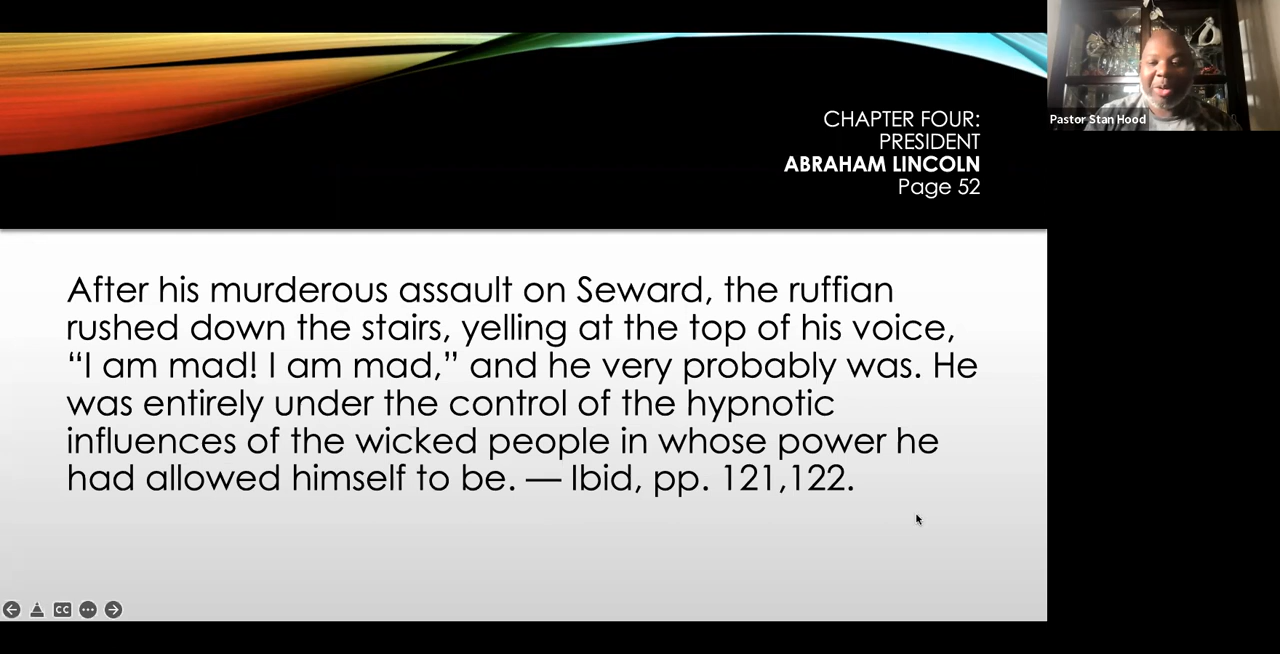 CHAPTER FOUR:
PRESIDENT
ABRAHAM LINCOLN
Page 52
Pastor Stan Hood
After his murderous assault on Seward, the ruffian
rushed down the stairs, yelling at the top of his voice,
“I am mad! I am mad,” and he very probably was. He
was entirely under the control of the hypnotic
influences of the wicked people in whose power he
had allowed himself to be. — Ibid, pp. 121,122.
CC